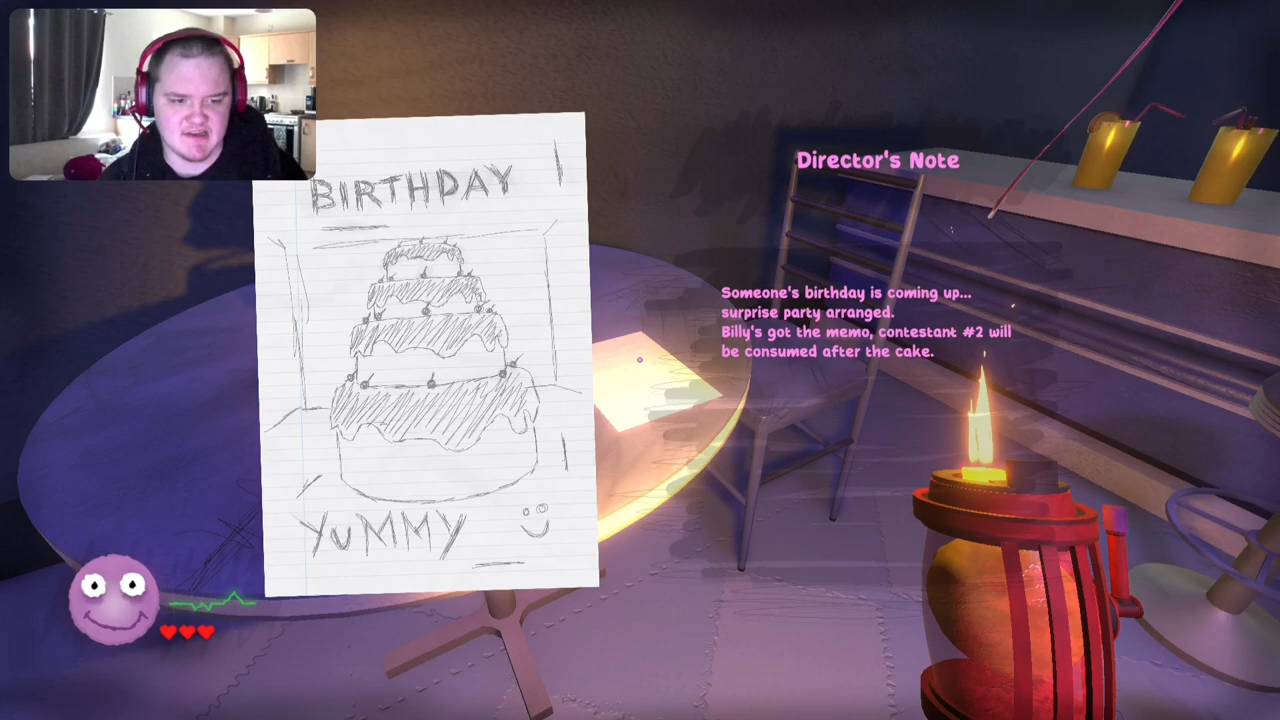 BIRTHDAY
YUMMY
Director's Note
Someone's birthday is coming up...
surprise party arranged.
Billy's got the memo, contestant #2 will
be consumed after the cake.